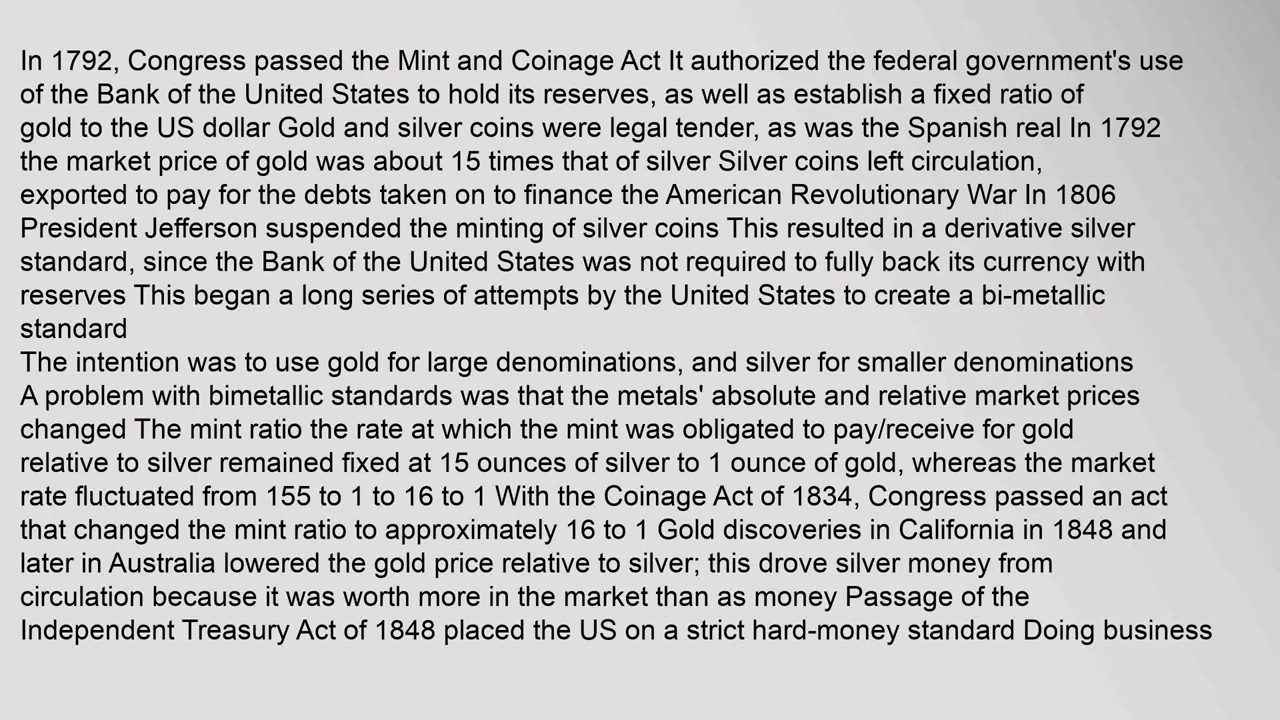 In 1792, Congress passed the Mint and Coinage Act It authorized the federal government's use
of the Bank of the United States to hold its reserves, as well as establish a fixed ratio of
gold to the US dollar Gold and silver coins were legal tender, as was the Spanish real In 1792
the market price of gold was about 15 times that of silver Silver coins left circulation,
exported to pay for the debts taken on to finance the American Revolutionary War In 1806
President Jefferson suspended the minting of silver coins This resulted in a derivative silver
standard, since the Bank of the United States was not required to fully back its currency with
reserves This began a long series of attempts by the United States to create a bi-metallic
standard
The intention was to use gold for large denominations, and silver for smaller denominations
A problem with bimetallic standards was that the metals' absolute and relative market prices
changed The mint ratio the rate at which the mint was obligated to pay/receive for gold
relative to silver remained fixed at 15 ounces of silver to 1 ounce of gold, whereas the market
rate fluctuated from 155 to 1 to 16 to 1 With the Coinage Act of 1834, Congress passed an act
that changed the mint ratio to approximately 16 to 1 Gold discoveries in California in 1848 and
later in Australia lowered the gold price relative to silver; this drove silver money from
circulation because it was worth more in the market than as money Passage of the
Independent Treasury Act of 1848 placed the US on a strict hard-money standard Doing business